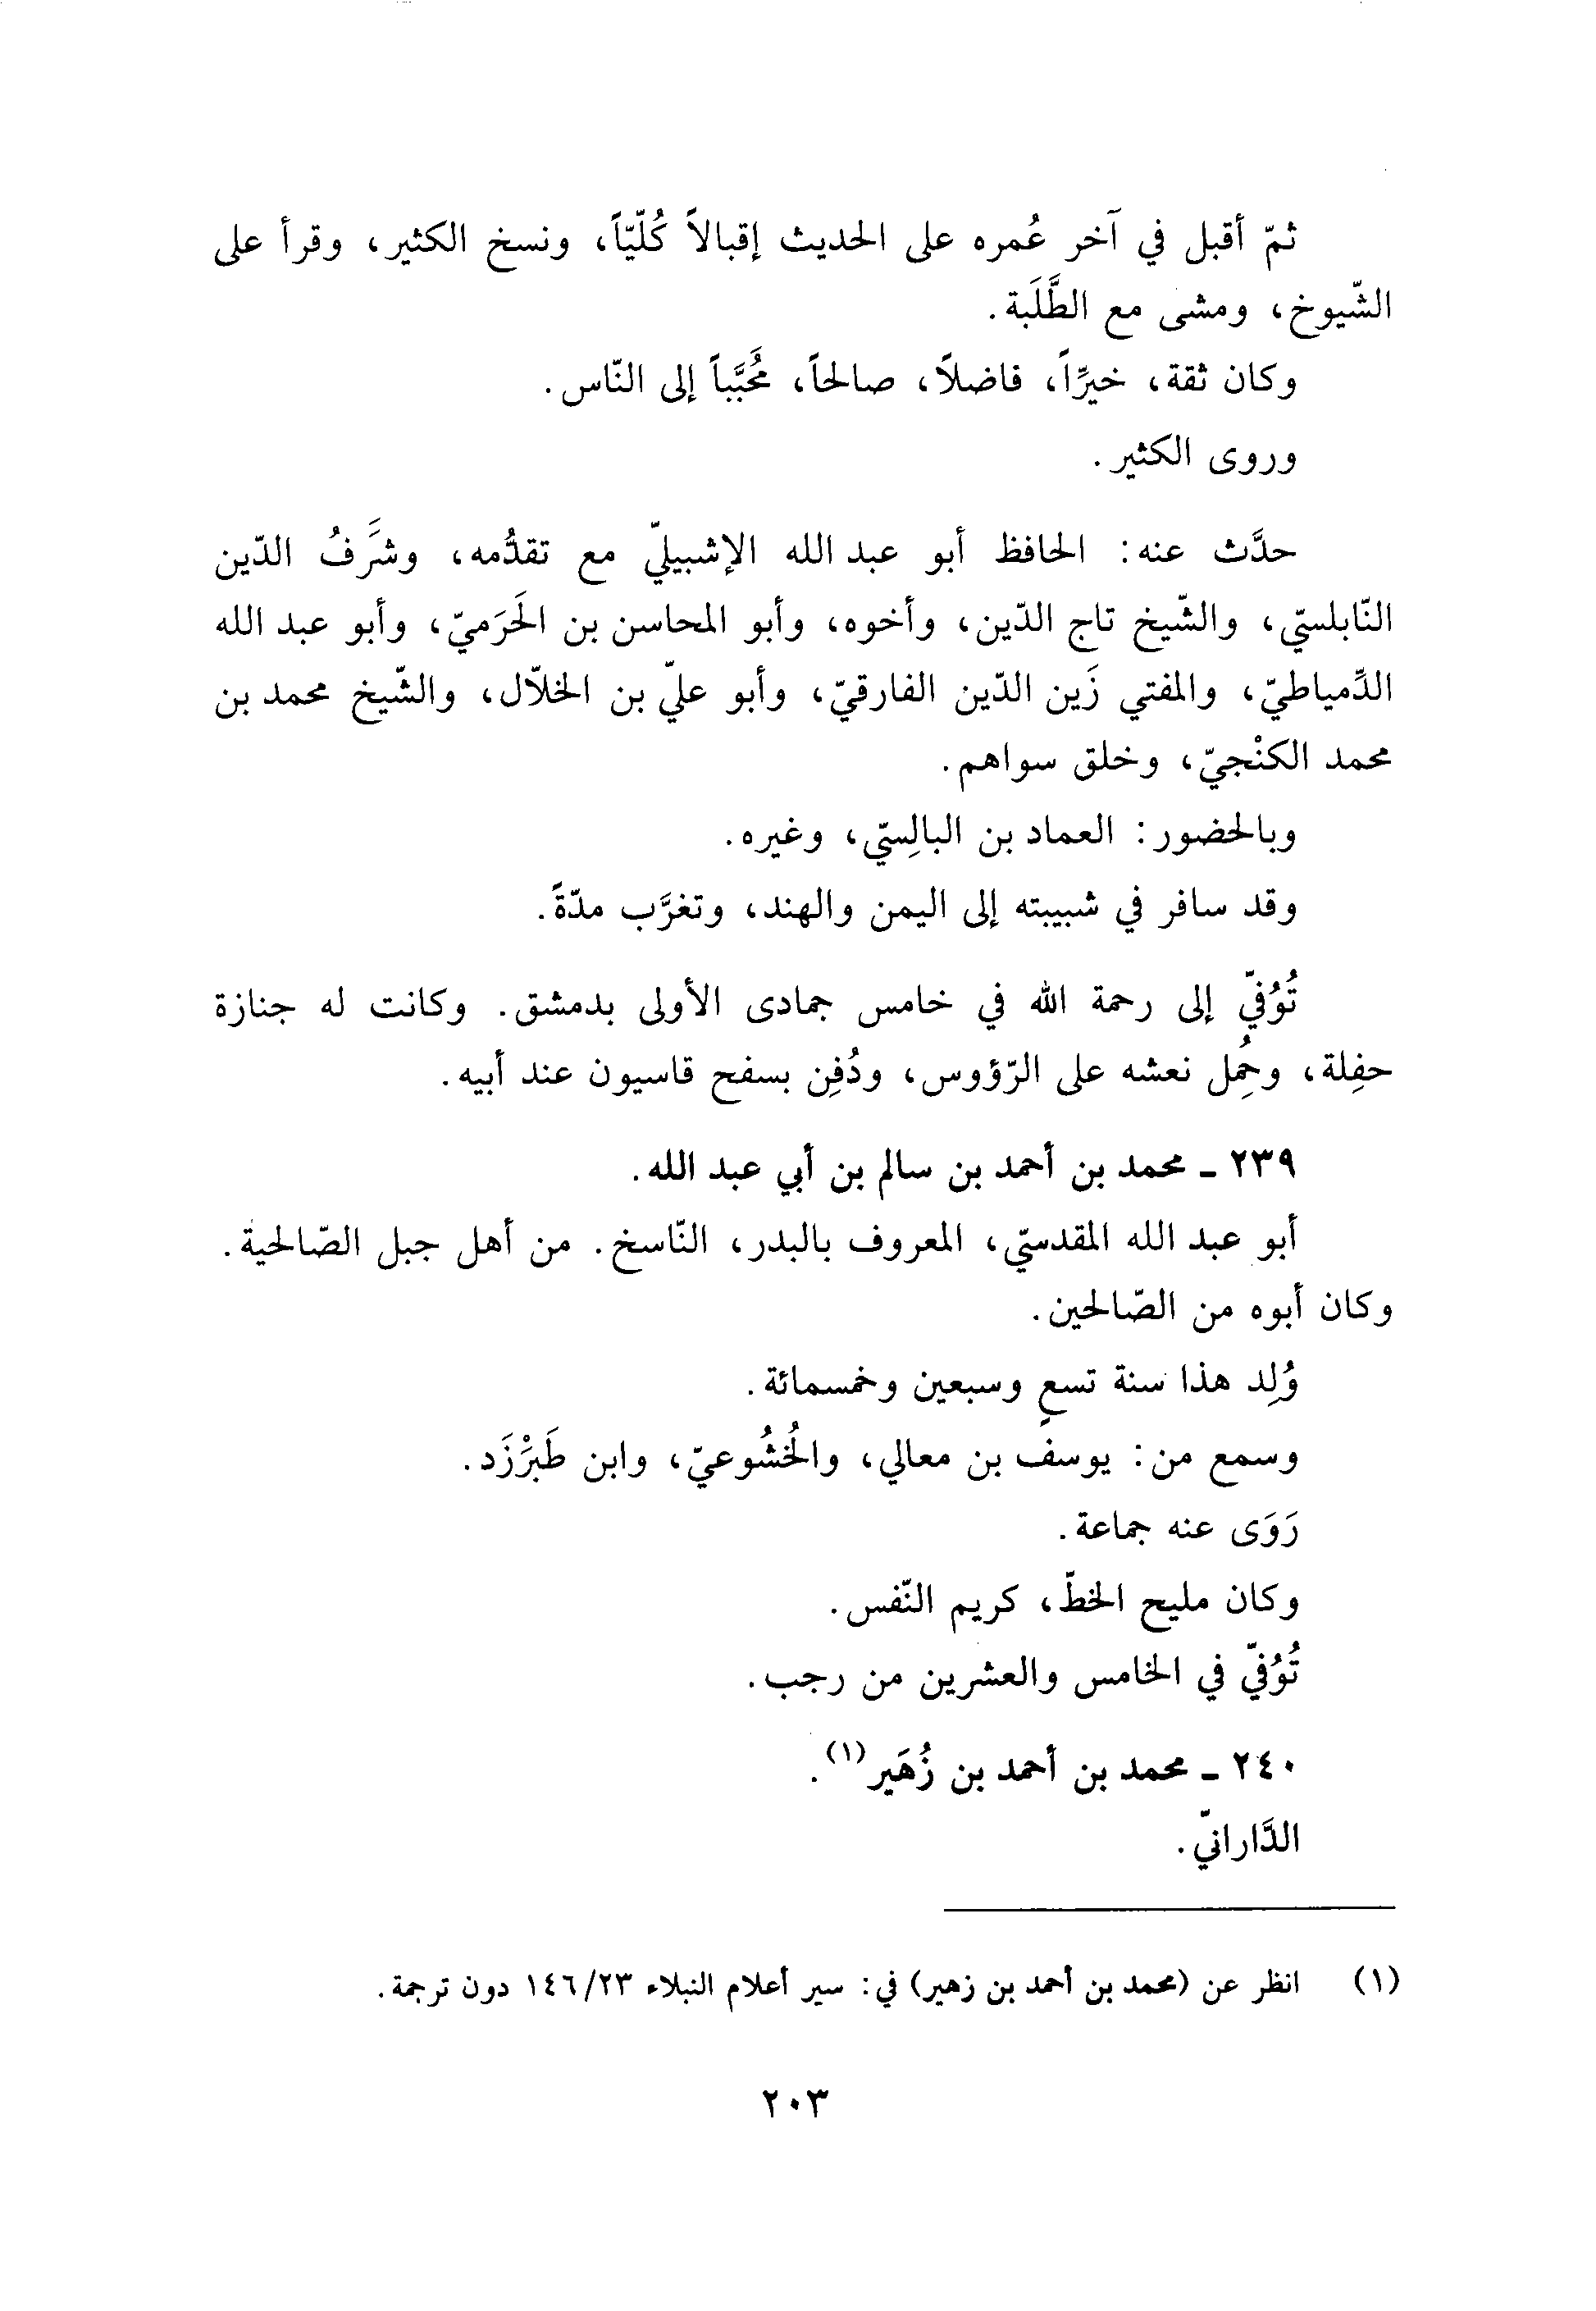 ثمّ أقبل في آخر عُمره على الحديث إقبالاً كُلّيّاً، ونسخ الكثير، وقرأ على
الشّيوخ، ومشى مع الطَّلَبة.
وكان ثقة، خيرِّاً، فاضلاً، صالحاً، مُحَبَّباً إلى النّاس.
وروى الكثير.
حدَّث عنه: الحافظ أبو عبد الله الإشبيليّ مع تقدُّمه، وشَرَفُ الدّين
النّابلسيّ، والشّيخ تاج الدّين، وأخوه، وأبو المحاسن بن الخَرَميّ، وأبو عبد الله
الدِّمياطيّ، والمفتي زَين الدّين الفارقيّ، وأبو عليّ بن الخلاّل، والشّيخ محمد بن
محمد الكنْجيّ، وخلق سواهم.
وبالحضور: العماد بن البالِسيّ، وغيره.
وقد سافر في شبيبته إلى اليمن والهند، وتغرَّب مدّةً.
تُوُفيّ إلى رحمة الله في خامس جمادى الأولى بدمشق. وكانت له جنازة
حفِلة، وحُمِل نعشه على الرّؤوس، ودُفِن بسفح قاسيون عند أبيه.
٢٣٩ ـ محمد بن أحمد بن سالم بن أبي عبد الله.
أبو عبد الله المقدسيّ، المعروف بالبدر، النّاسخ. من أهل جبل الصّالحية.
وكان أبوه من الصّالحين.
وُلِد هذا سنة تسعٍ وسبعين وخمسمائة.
وسمع من: يوسف بن معالي، والخُشُوعيّ، وابن طَبَرْزَد.
رَوَى عنه جماعة.
وكان مليح الخطّ، كريم النّفس.
تُوُفيّ في الخامس والعشرين من رجب.
٢٤٠ ـ محمد بن أحمد بن زُهَير(١).
الدَّارانيّ.
(١) انظر عن (محمد بن أحمد بن زهير) في: سير أعلام النبلاء ٢٣/ ١٤٦ دون ترجمة.
٢٠٣